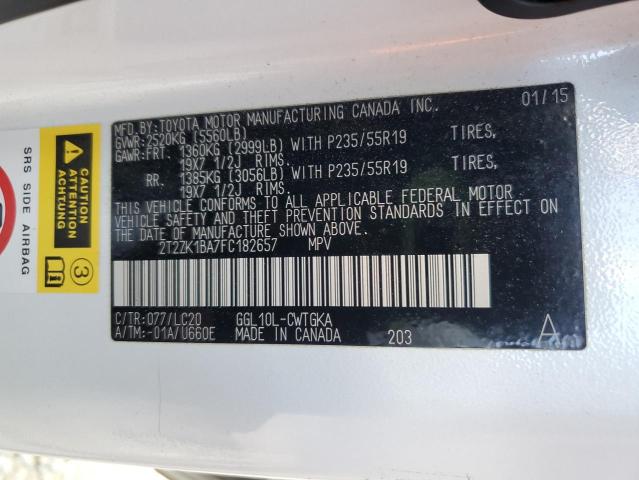 MFD. BY:TOYOTA MOTOR MANUFACTURING CANADA INC. 01/15
GVWR:2520KG (5560LB)
GAWR:FRT. 1360KG (2999LB) WITH P235/55R19 TIRES,
19X7 1/2J RIMS.
RR. 1385KG (3056LB) WITH P235/55R19 TIRES,
19X7 1/2J RIMS.
THIS VEHICLE CONFORMS TO ALL APPLICABLE FEDERAL MOTOR
VEHICLE SAFETY AND THEFT PREVENTION STANDARDS IN EFFECT ON
THE DATE OF MANUFACTURE SHOWN ABOVE.
2T2ZK1BA7FC182657 MPV
C/TR:077/LC20 GGL10L-CWTGKA
A/TM:-01A/U660E MADE IN CANADA 203 A
SRS SIDE AIRBAG
CAUTION
ATTENTION
ACHTUNG
3